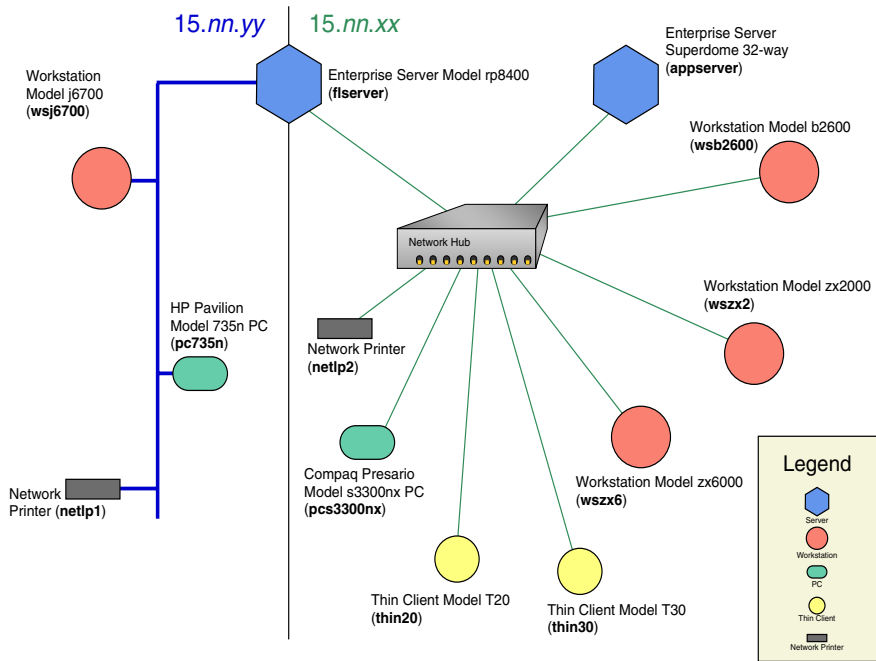 15.nn.yy
15.nn.xx
Workstation
Model j6700
(wsj6700)
Enterprise Server Model rp8400
(flserver)
Enterprise Server
Superdome 32-way
(appserver)
Workstation Model b2600
(wsb2600)
Network Hub
Workstation Model zx2000
(wszx2)
HP Pavilion
Model 735n PC
(pc735n)
Network Printer
(netlp2)
Compaq Presario
Model s3300nx PC
(pcs3300nx)
Workstation Model zx6000
(wszx6)
Network
Printer (netlp1)
Thin Client Model T20
(thin20)
Thin Client Model T30
(thin30)
Legend
Server
Workstation
PC
Thin Client
Network Printer